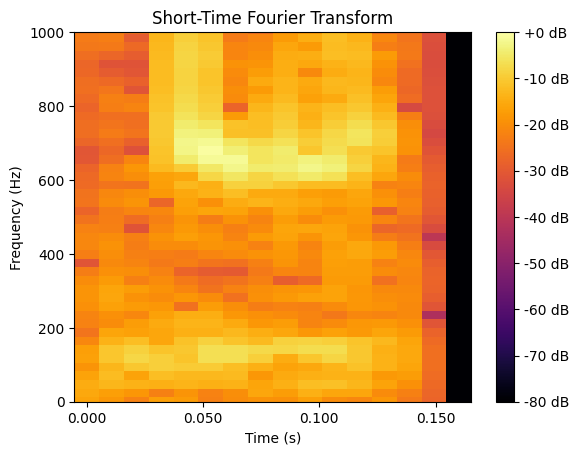 Short-Time Fourier Transform
1000
800
600
400
200
0
Frequency (Hz)
0.000
0.050
0.100
0.150
Time (s)
+0 dB
-10 dB
-20 dB
-30 dB
-40 dB
-50 dB
-60 dB
-70 dB
-80 dB